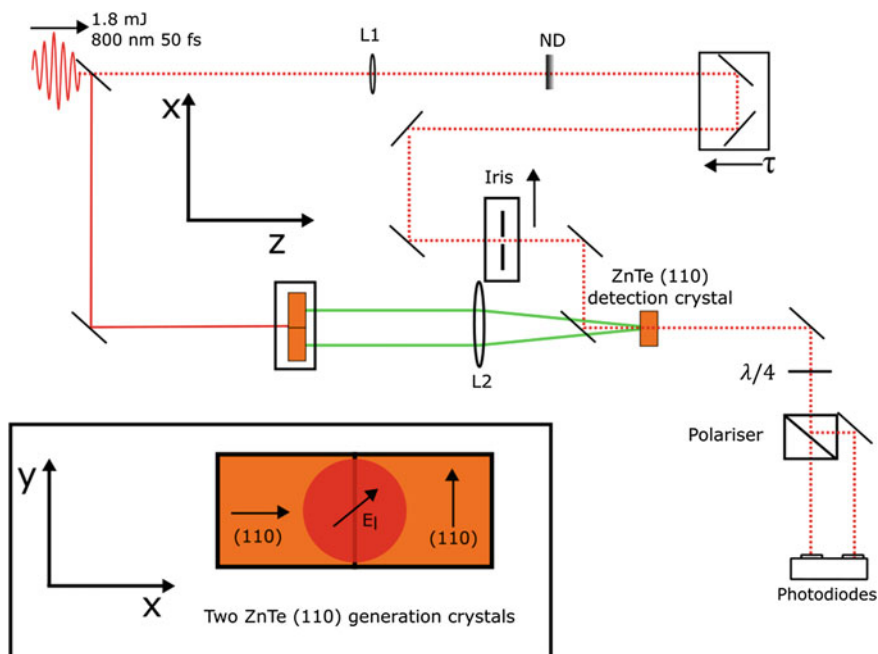 1.8 mJ
800 nm 50 fs
L1
ND
X
Z
τ
Iris
ZnTe (110)
detection crystal
L2
λ/4
Polariser
Photodiodes
y
x
(110)
E_l
(110)
Two ZnTe (110) generation crystals